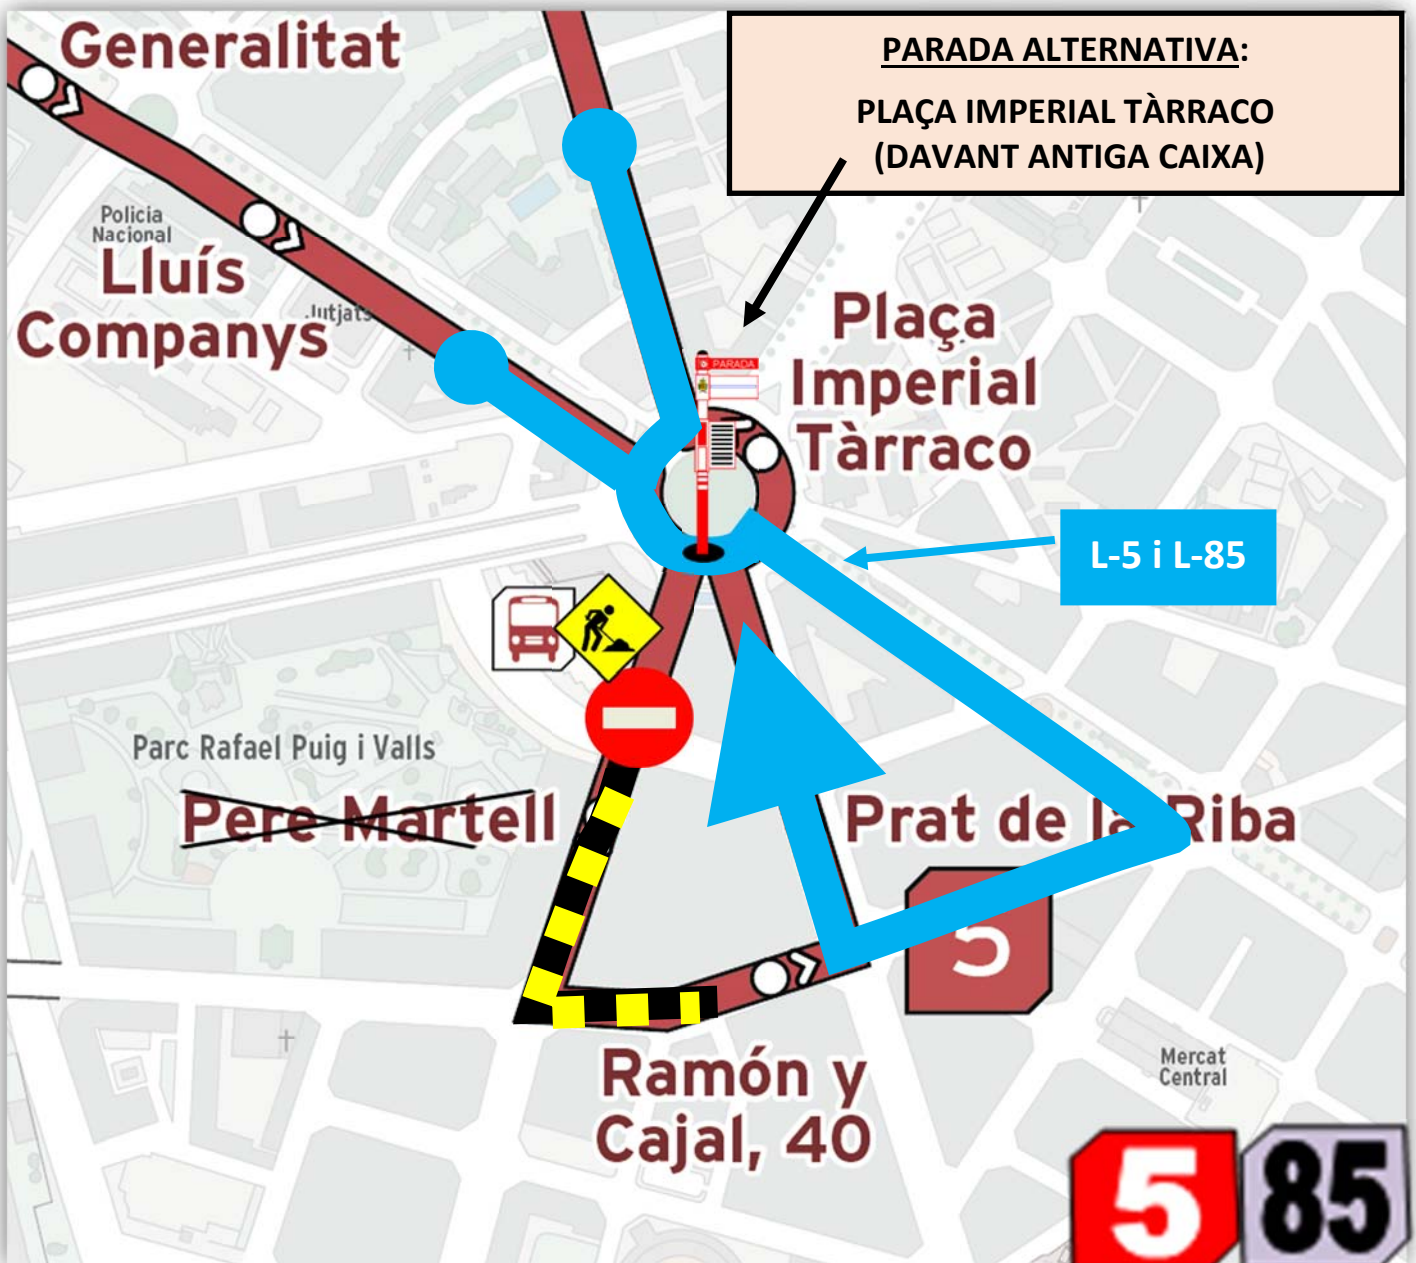 Generalitat
PARADA ALTERNATIVA:
PLAÇA IMPERIAL TÀRRACO
(DAVANT ANTIGA CAIXA)
Policia
Nacional
Lluís
Companys
Jutjats
PARADA
Plaça
Imperial
Tàrraco
L-5 i L-85
Parc Rafael Puig i Valls
Pere Martell
Prat de la Riba
5
Ramón y
Cajal, 40
Mercat
Central
5 85